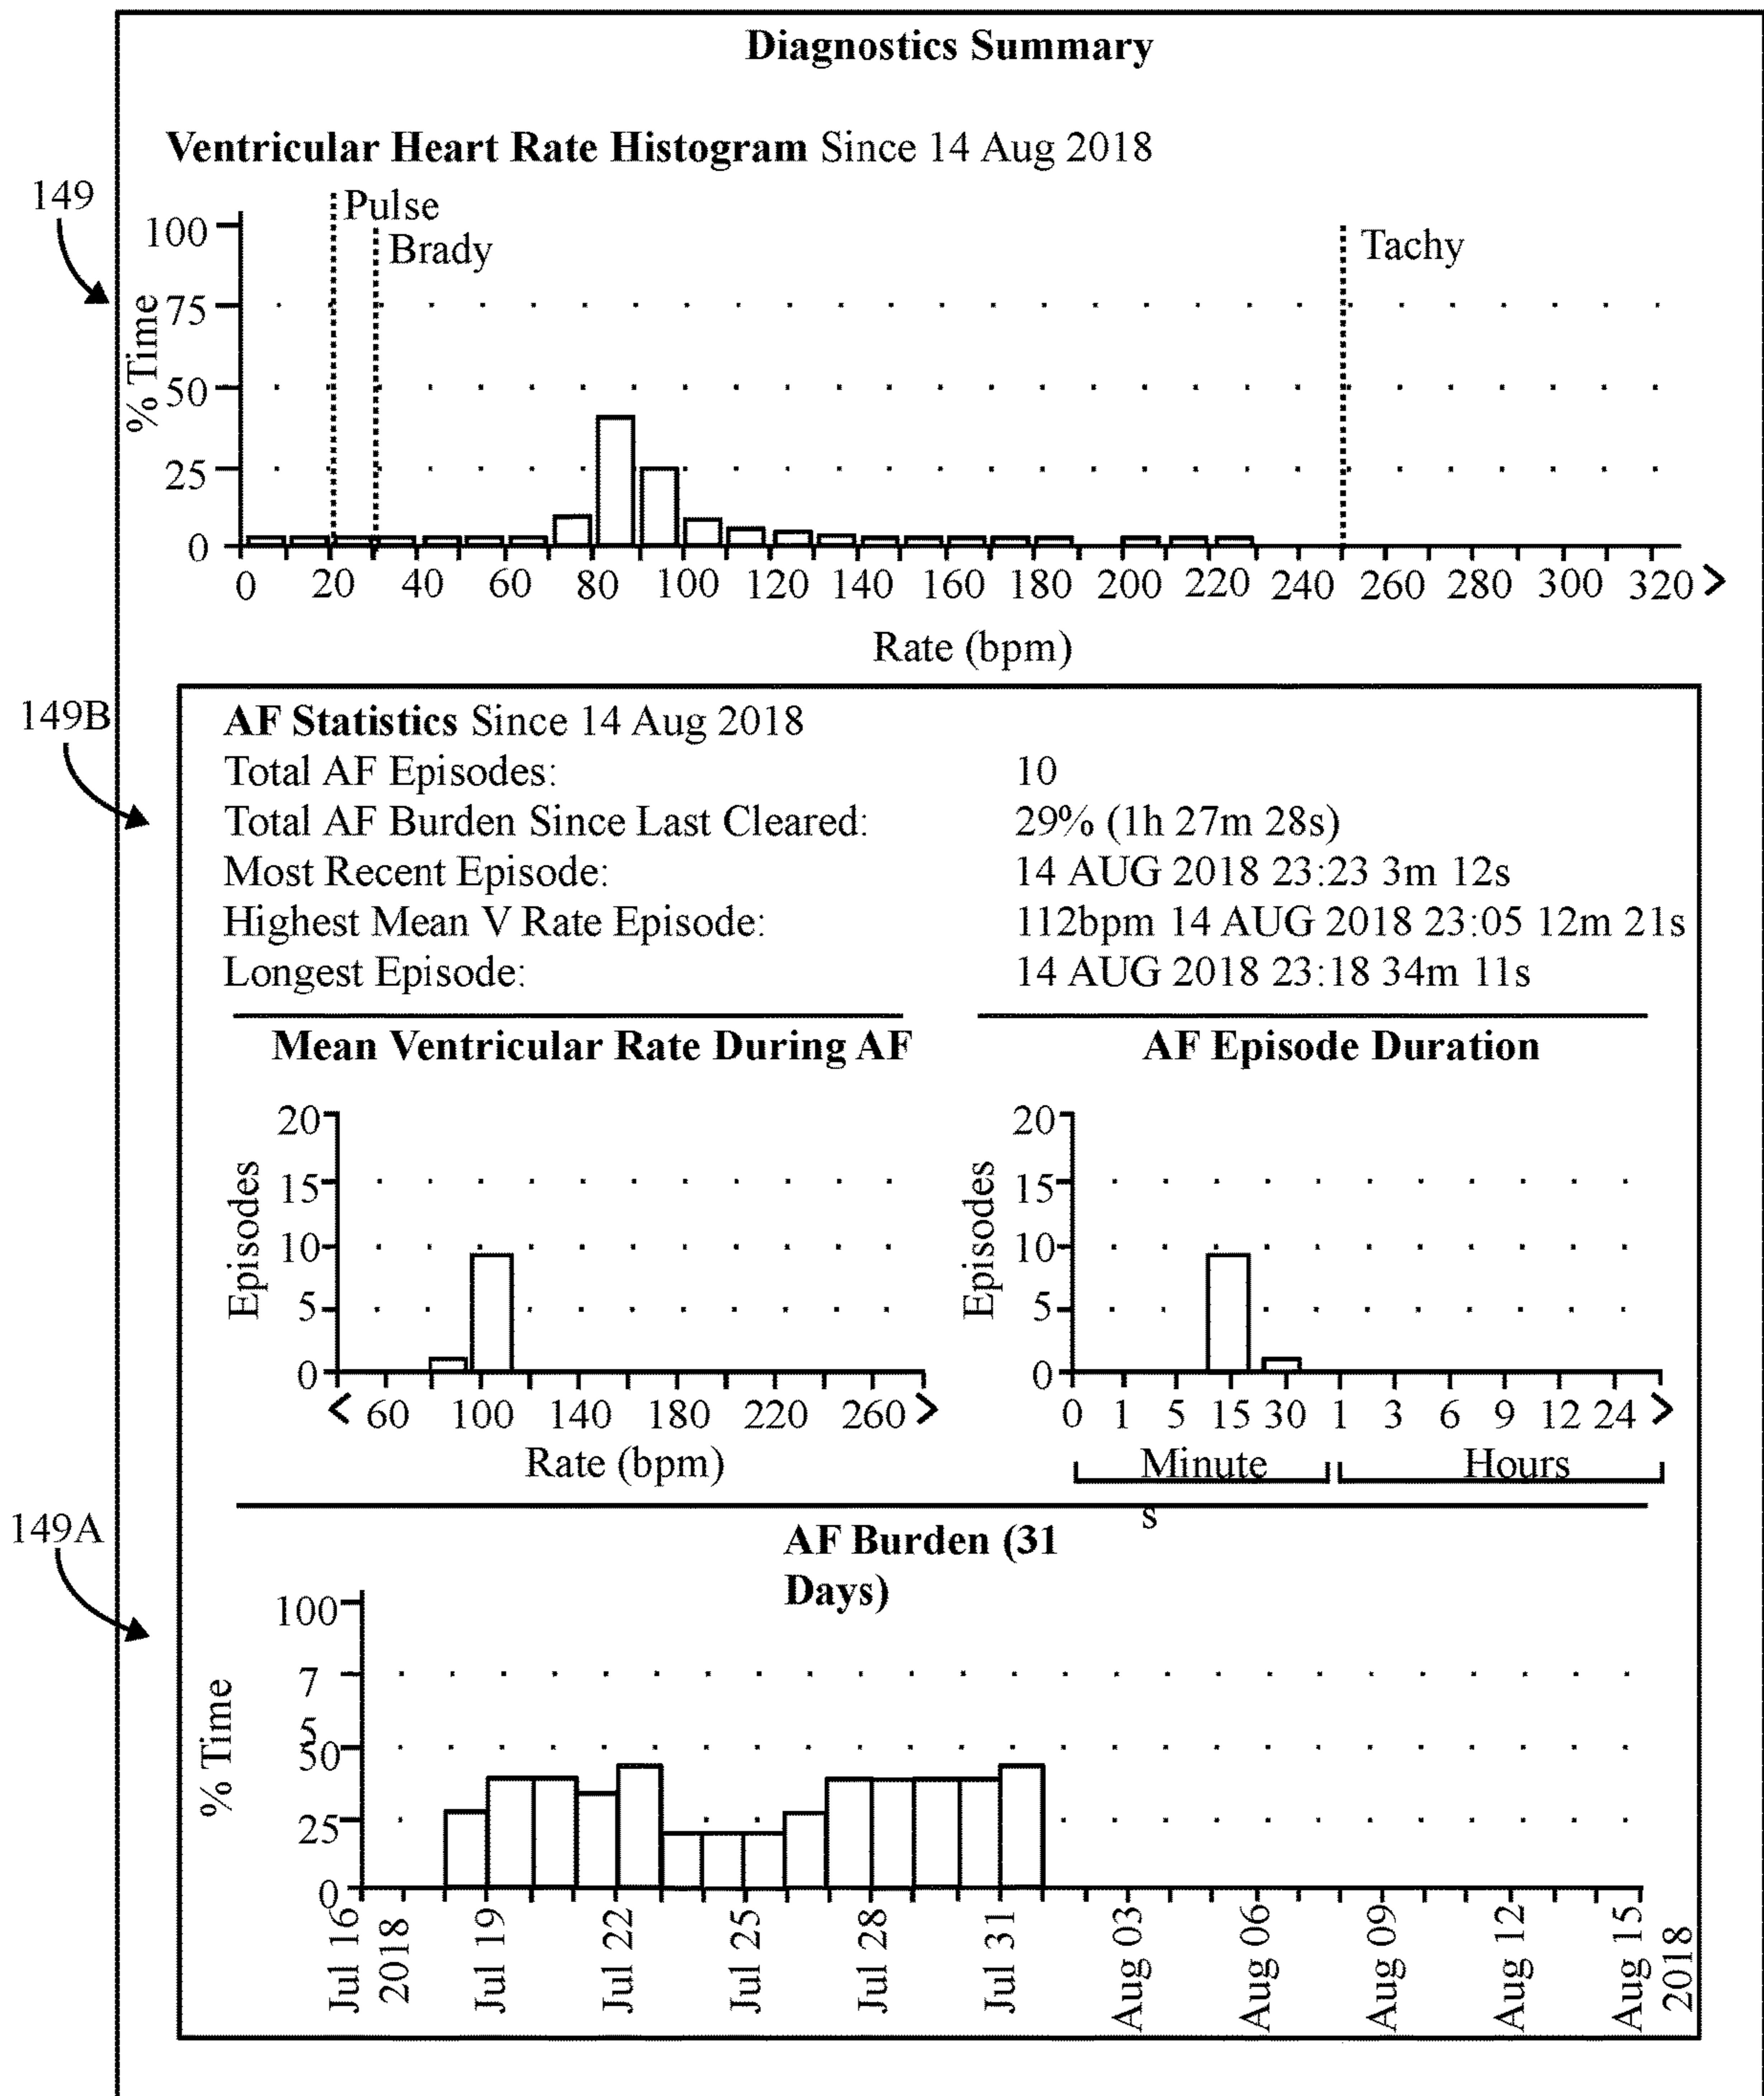 Diagnostics Summary
Ventricular Heart Rate Histogram Since 14 Aug 2018
149
Pulse
Brady
Tachy
% Time
100
75
50
25
0
0 20 40 60 80 100 120 140 160 180 200 220 240 260 280 300 320 >
Rate (bpm)
149B
AF Statistics Since 14 Aug 2018
Total AF Episodes: 10
Total AF Burden Since Last Cleared: 29% (1h 27m 28s)
Most Recent Episode: 14 AUG 2018 23:23 3m 12s
Highest Mean V Rate Episode: 112bpm 14 AUG 2018 23:05 12m 21s
Longest Episode: 14 AUG 2018 23:18 34m 11s
Mean Ventricular Rate During AF
Episodes
20
15
10
5
0
< 60 100 140 180 220 260 >
Rate (bpm)
AF Episode Duration
Episodes
20
15
10
5
0
0 1 5 15 30 1 3 6 9 12 24 >
Minute
s
Hours
149A
AF Burden (31
Days)
% Time
100
7
5
50
25
0
Jul 16
2018
Jul 19
Jul 22
Jul 25
Jul 28
Jul 31
Aug 03
Aug 06
Aug 09
Aug 12
Aug 15
2018